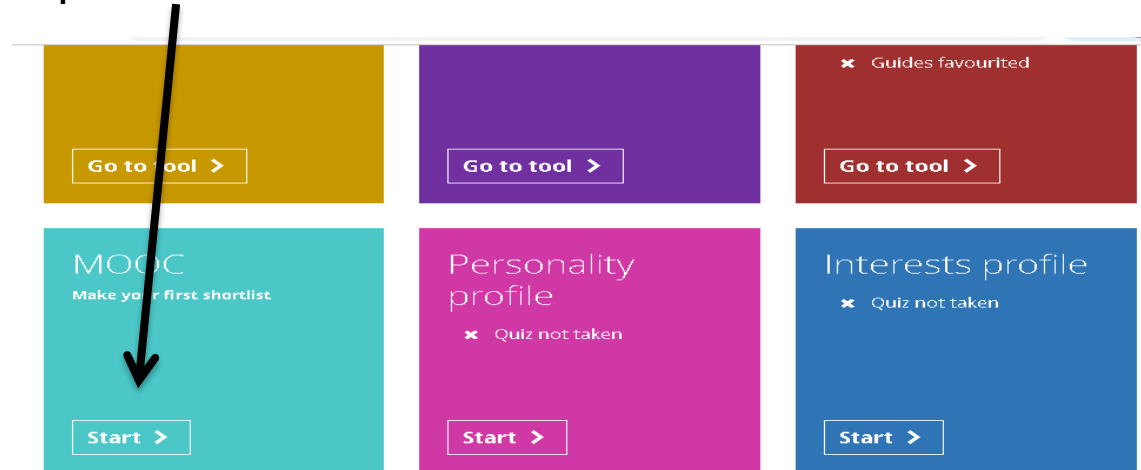 Guides favourited
Go to tool >
Go to tool >
Go to tool >
MOOC
Make your first shortlist
Start >
Personality
profile
Quiz not taken
Start >
Interests profile
Quiz not taken
Start >